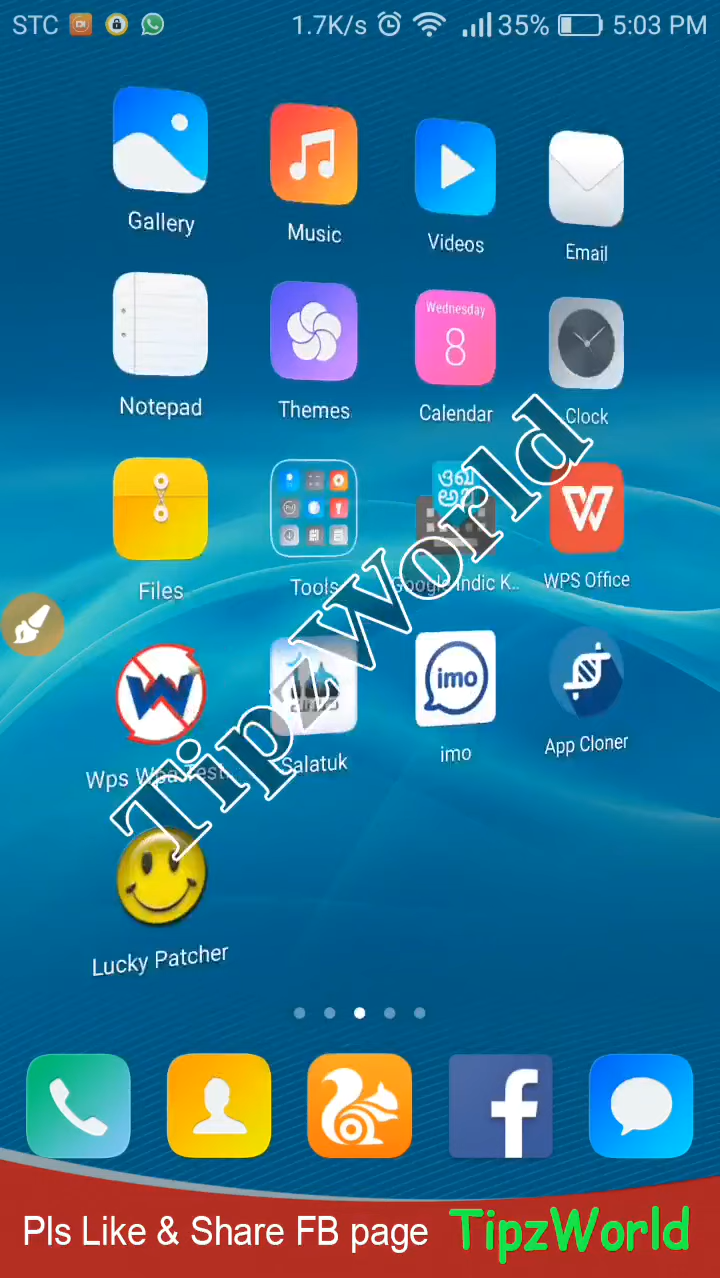 STC 1.7K/s 35% 5:03 PM
Gallery
Music
Videos
Email
Notepad
Themes
Wednesday
8
Calendar
Clock
Files
Tools
Google Indic K..
WPS Office
Wps Wpa Test..
Salatuk
imo
imo
App Cloner
Lucky Patcher
TipzWorld
Pls Like & Share FB page TipzWorld